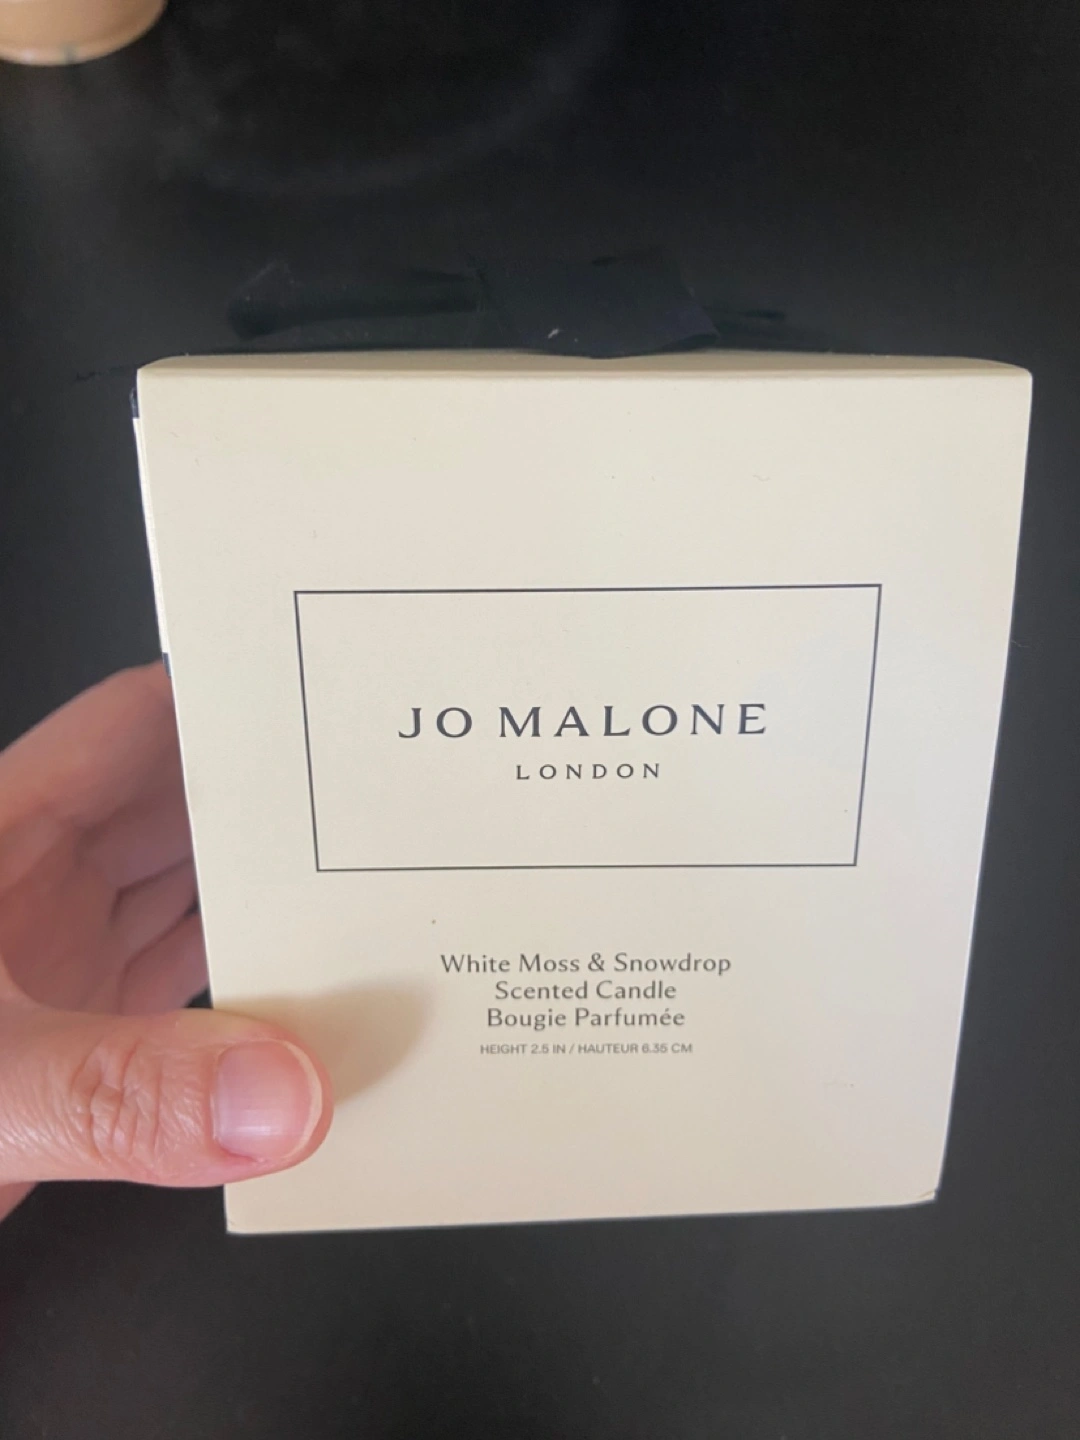 JO MALONE
LONDON
White Moss & Snowdrop
Scented Candle
Bougie Parfumée
HEIGHT 2.5 IN / HAUTEUR 6.35 CM